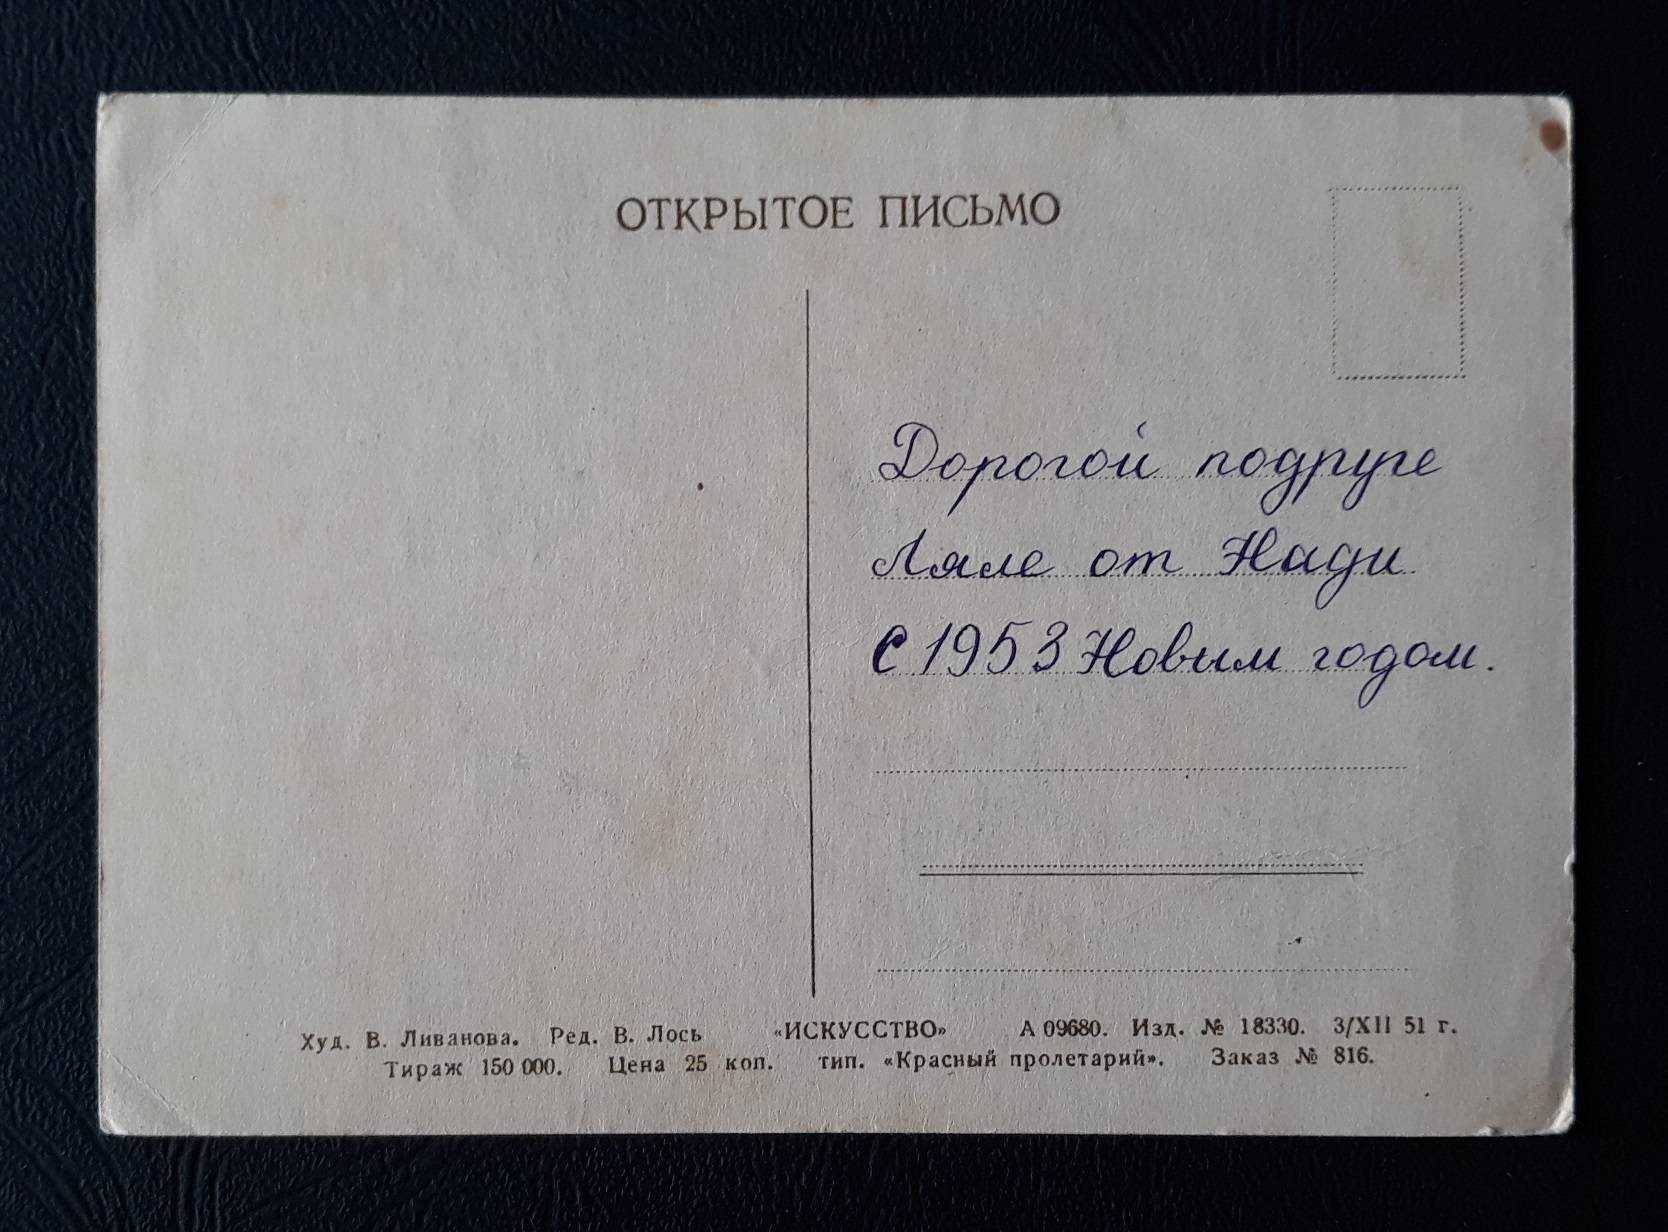 ОТКРЫТОЕ ПИСЬМО
Дорогой подруге
Ляле от Нади
С 1953 Новым годом.
Худ. В. Ливанова. Ред. В. Лось «ИСКУССТВО» А 09680. Изд. № 18330. 3/XII 51 г.
Тираж 150 000. Цена 25 коп. тип. «Красный пролетарий». Заказ № 816.